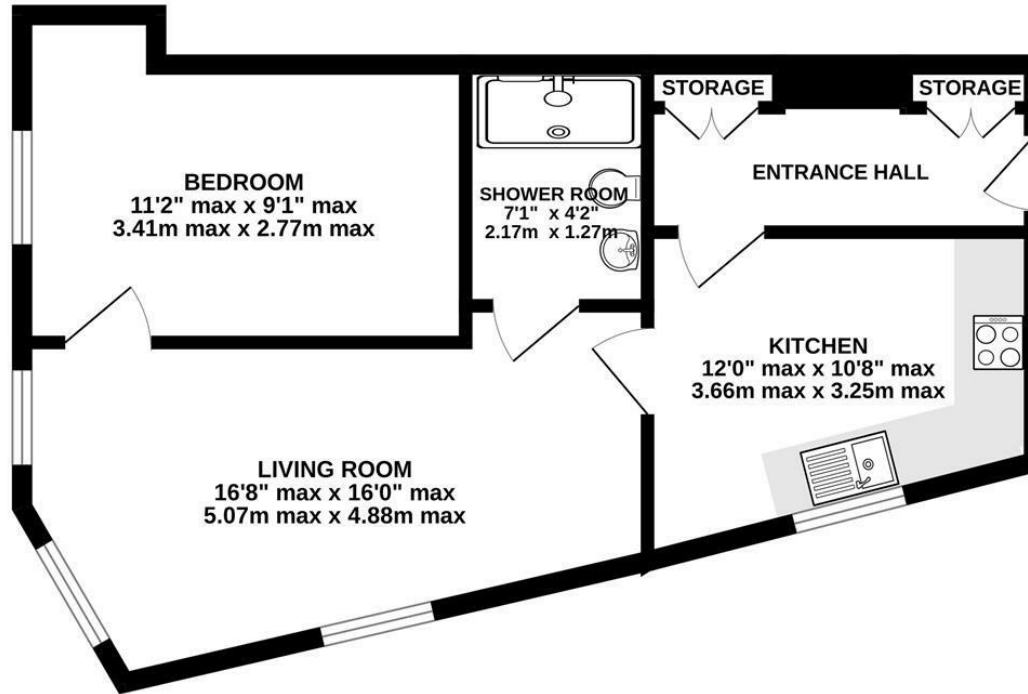 STORAGE
STORAGE
ENTRANCE HALL
BEDROOM
11'2" max x 9'1" max
3.41m max x 2.77m max
SHOWER ROOM
7'1" x 4'2"
2.17m x 1.27m
KITCHEN
12'0" max x 10'8" max
3.66m max x 3.25m max
LIVING ROOM
16'8" max x 16'0" max
5.07m max x 4.88m max